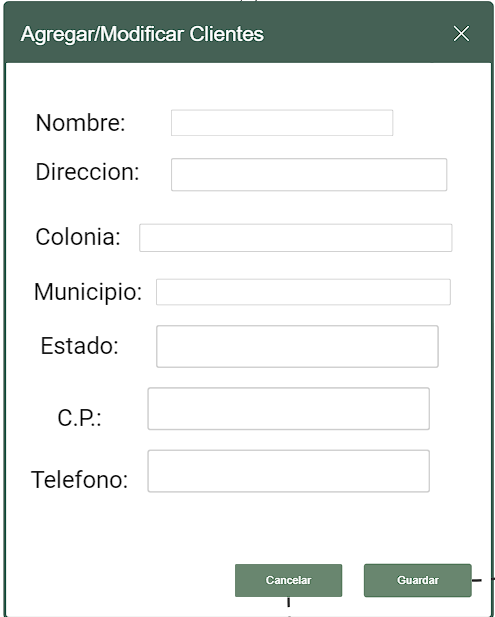 Agregar/Modificar Clientes
Nombre:
Direccion:
Colonia:
Municipio:
Estado:
C.P.:
Telefono:
Cancelar Guardar